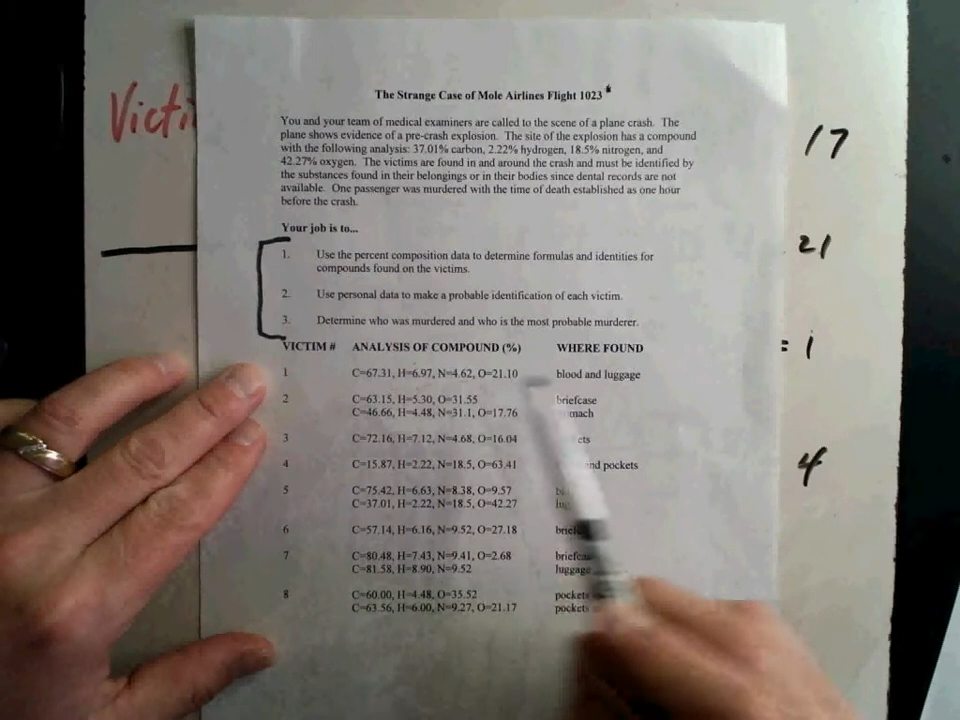 The Strange Case of Mole Airlines Flight 1023*
You and your team of medical examiners are called to the scene of a plane crash. The
plane shows evidence of a pre-crash explosion. The site of the explosion has a compound
with the following analysis: 37.01% carbon, 2.22% hydrogen, 18.5% nitrogen, and
42.27% oxygen. The victims are found in and around the crash and must be identified by
the substances found in their belongings or in their bodies since dental records are not
available. One passenger was murdered with the time of death established as one hour
before the crash.
Your job is to...
1. Use the percent composition data to determine formulas and identities for
compounds found on the victims.
2. Use personal data to make a probable identification of each victim.
3. Determine who was murdered and who is the most probable murderer.
VICTIM # ANALYSIS OF COMPOUND (%) WHERE FOUND
1 C=67.31, H=6.97, N=4.62, O=21.10 blood and luggage
2 C=63.15, H=5.30, O=31.55 briefcase
C=46.66, H=4.48, N=31.1, O=17.76
3 C=72.16, H=7.12, N=4.68, O=16.04
4 C=15.87, H=2.22, N=18.5, O=63.41 and pockets
5 C=75.42, H=6.63, N=8.38, O=9.57
C=37.01, H=2.22, N=18.5, O=42.27
6 C=57.14, H=6.16, N=9.52, O=27.18
7 C=80.48, H=7.43, N=9.41, O=2.68
C=81.58, H=8.90, N=9.52 luggage
8 C=60.00, H=4.48, O=35.52 pockets
C=63.56, H=6.00, N=9.27, O=21.17 pockets
Victi
17
21
= 1
4